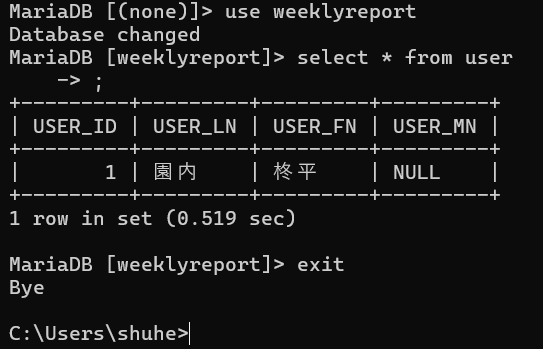 MariaDB [(none)]> use weeklyreport
Database changed
MariaDB [weeklyreport]> select * from user
    -> ;
+---------+---------+---------+---------+
| USER_ID | USER_LN | USER_FN | USER_MN |
+---------+---------+---------+---------+
|       1 | 園内    | 柊平    | NULL    |
+---------+---------+---------+---------+
1 row in set (0.519 sec)
MariaDB [weeklyreport]> exit
Bye
C:\Users\shuhe>